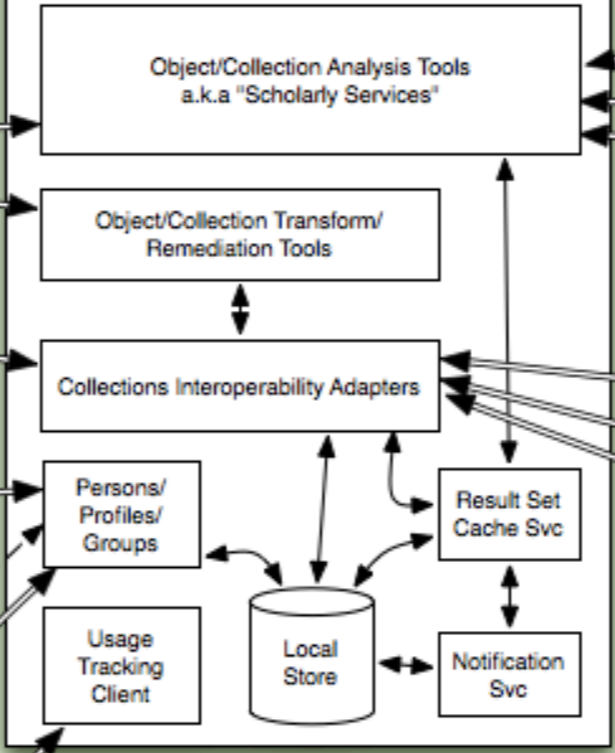 Object/Collection Analysis Tools
a.k.a "Scholarly Services"
Object/Collection Transform/
Remediation Tools
Collections Interoperability Adapters
Persons/
Profiles/
Groups
Result Set
Cache Svc
Usage
Tracking
Client
Local
Store
Notification
Svc